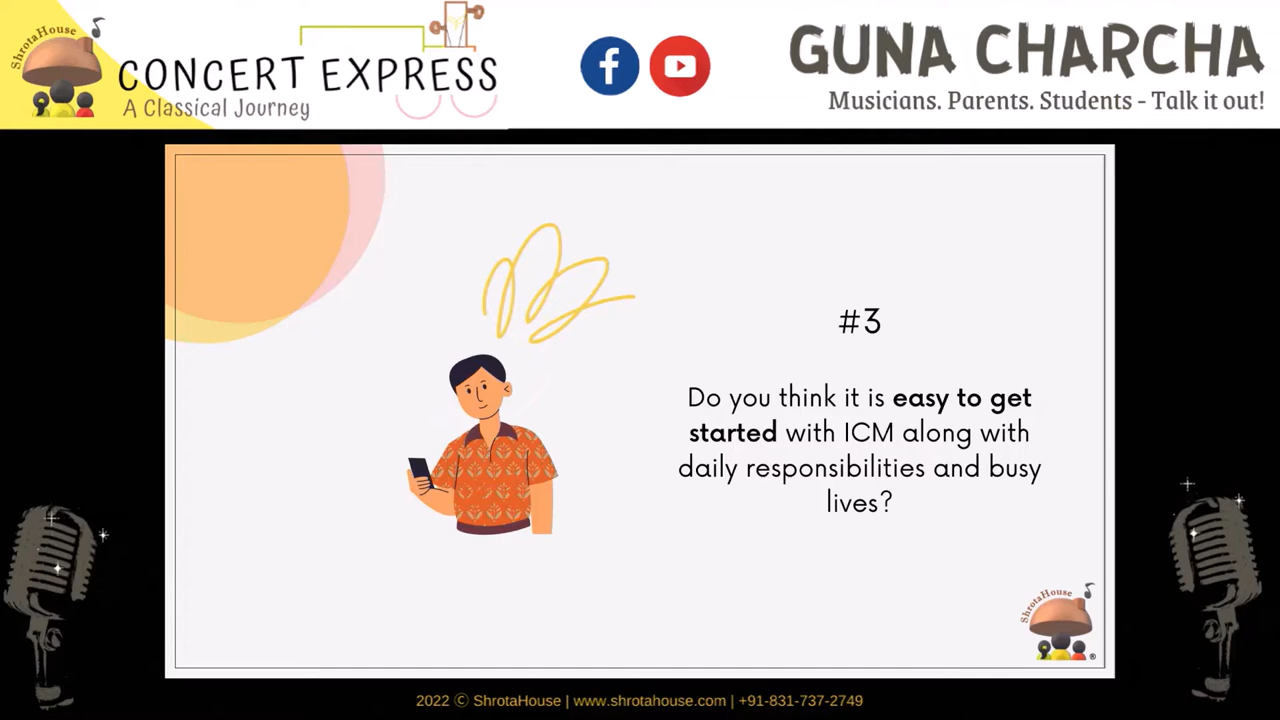 ShrotaHouse
CONCERT EXPRESS
A Classical Journey
GUNA CHARCHA
Musicians. Parents. Students - Talk it out!
#3
Do you think it is easy to get
started with ICM along with
daily responsibilities and busy
lives?
ShrotaHouse
®
2022 Ⓒ ShrotaHouse | www.shrotahouse.com | +91-831-737-2749